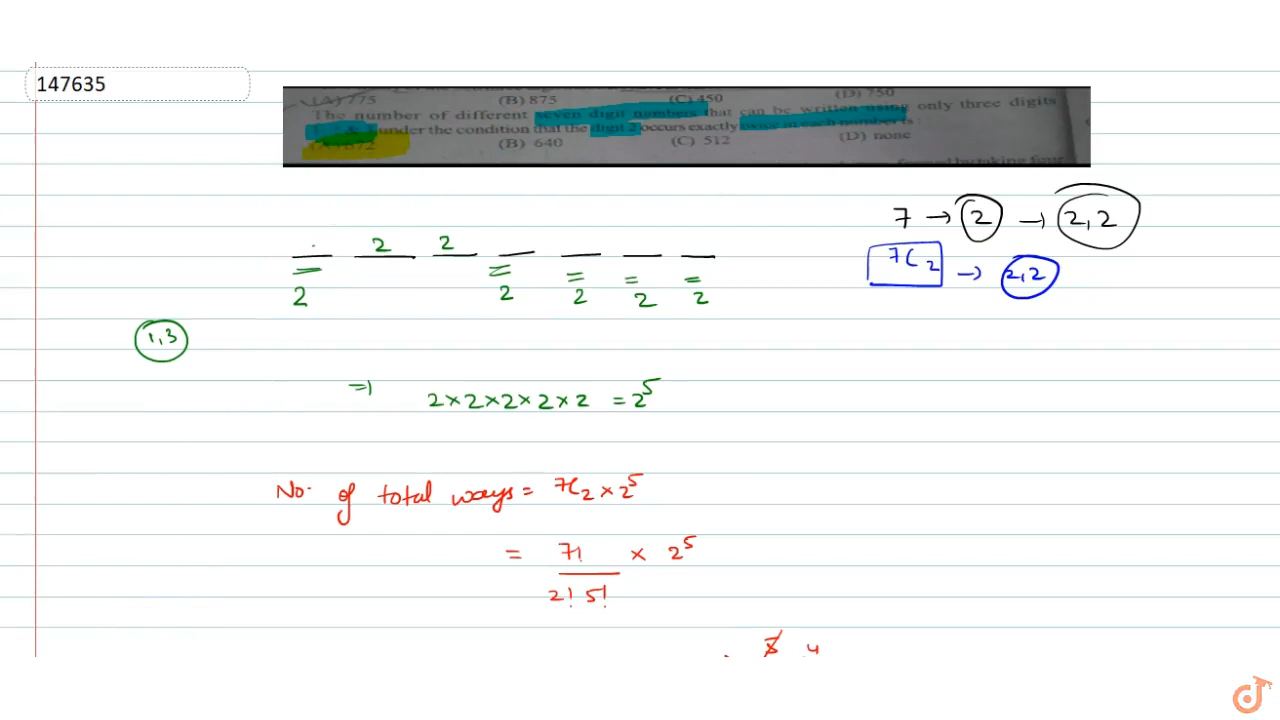 147635
(A) 775 (B) 875 (C) 450 (D) 750
The number of different seven digit numbers that can be written using only three digits
under the condition that the digit 2 occurs exactly twice in each number is :
(A) 672 (B) 640 (C) 512 (D) none
7 → 2 → 2,2
7C2 → 2,2
2 2
2 2 2 2 2
1,3
⇒ 2×2×2×2×2 = 2^5
No. of total ways = 7C2 × 2^5
= 7! / 2! 5! × 2^5